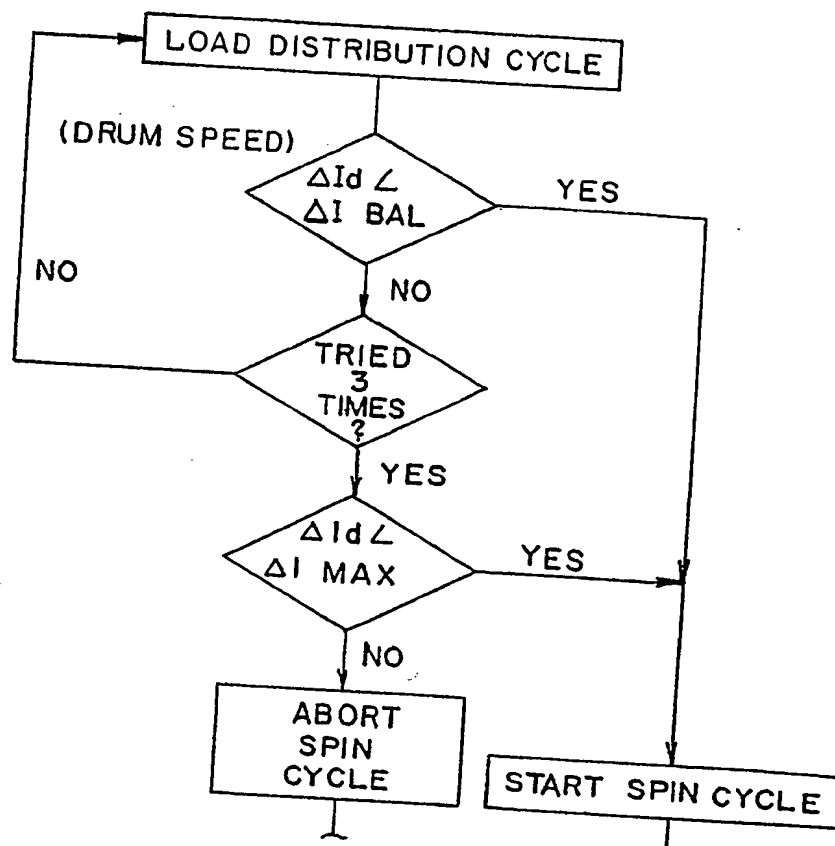 LOAD DISTRIBUTION CYCLE
(DRUM SPEED)
ΔId ∠
ΔI BAL
YES
NO
NO
TRIED
3
TIMES
?
YES
ΔId ∠
ΔI MAX
YES
NO
ABORT
SPIN
CYCLE
START SPIN CYCLE